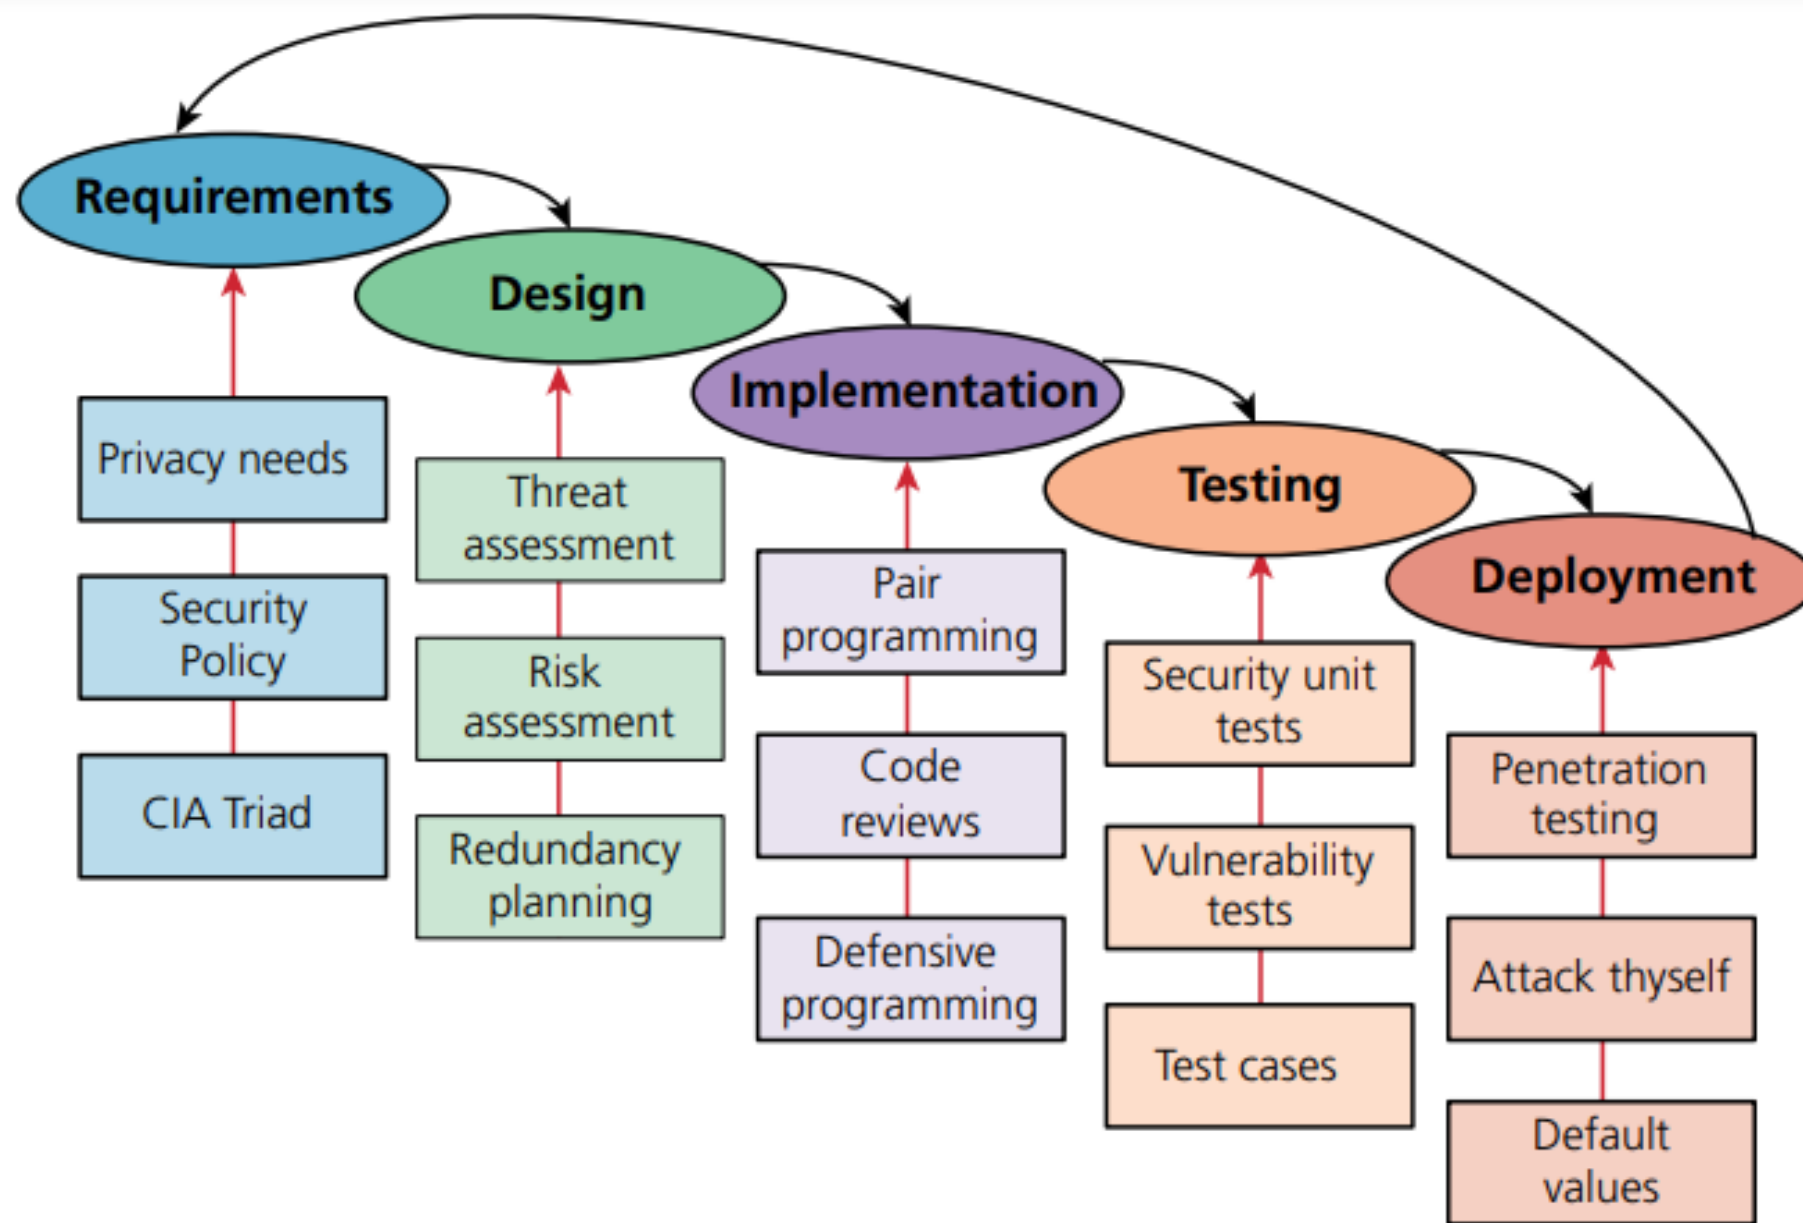 Requirements
Design
Implementation
Testing
Deployment
Privacy needs
Security
Policy
CIA Triad
Threat
assessment
Risk
assessment
Redundancy
planning
Pair
programming
Code
reviews
Defensive
programming
Security unit
tests
Vulnerability
tests
Test cases
Penetration
testing
Attack thyself
Default
values